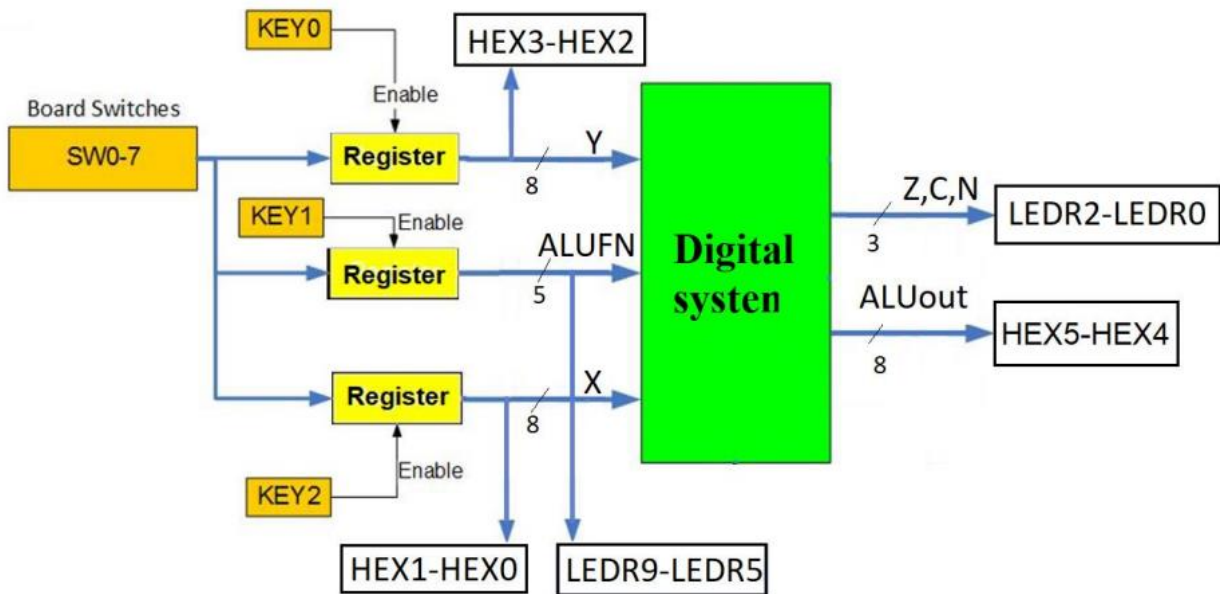 KEY0
HEX3-HEX2
Enable
Board Switches
SW0-7
Register
8
Y
KEY1
Enable
Register
ALUFN
5
Digital
systen
Z,C,N
3
LEDR2-LEDR0
ALUout
8
HEX5-HEX4
Register
8
X
Enable
KEY2
HEX1-HEX0
LEDR9-LEDR5